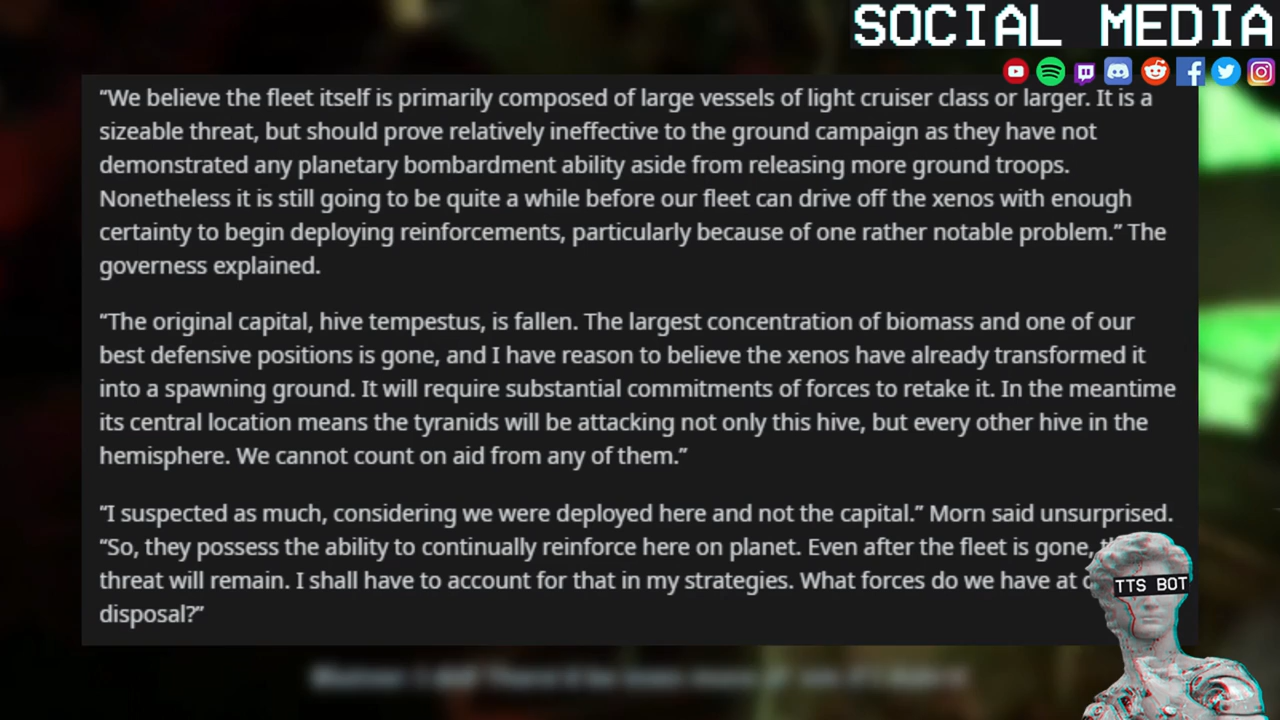 SOCIAL MEDIA
“We believe the fleet itself is primarily composed of large vessels of light cruiser class or larger. It is a
sizeable threat, but should prove relatively ineffective to the ground campaign as they have not
demonstrated any planetary bombardment ability aside from releasing more ground troops.
Nonetheless it is still going to be quite a while before our fleet can drive off the xenos with enough
certainty to begin deploying reinforcements, particularly because of one rather notable problem.” The
governess explained.
“The original capital, hive tempestus, is fallen. The largest concentration of biomass and one of our
best defensive positions is gone, and I have reason to believe the xenos have already transformed it
into a spawning ground. It will require substantial commitments of forces to retake it. In the meantime
its central location means the tyranids will be attacking not only this hive, but every other hive in the
hemisphere. We cannot count on aid from any of them.”
“I suspected as much, considering we were deployed here and not the capital.” Morn said unsurprised.
“So, they possess the ability to continually reinforce here on planet. Even after the fleet is gone,
threat will remain. I shall have to account for that in my strategies. What forces do we have at
disposal?”
TTS BOT